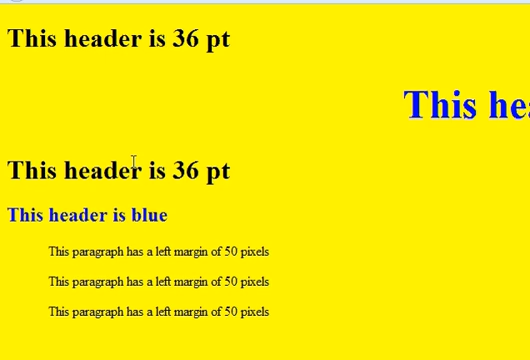 This header is 36 pt
This he
This header is 36 pt
This header is blue
This paragraph has a left margin of 50 pixels
This paragraph has a left margin of 50 pixels
This paragraph has a left margin of 50 pixels